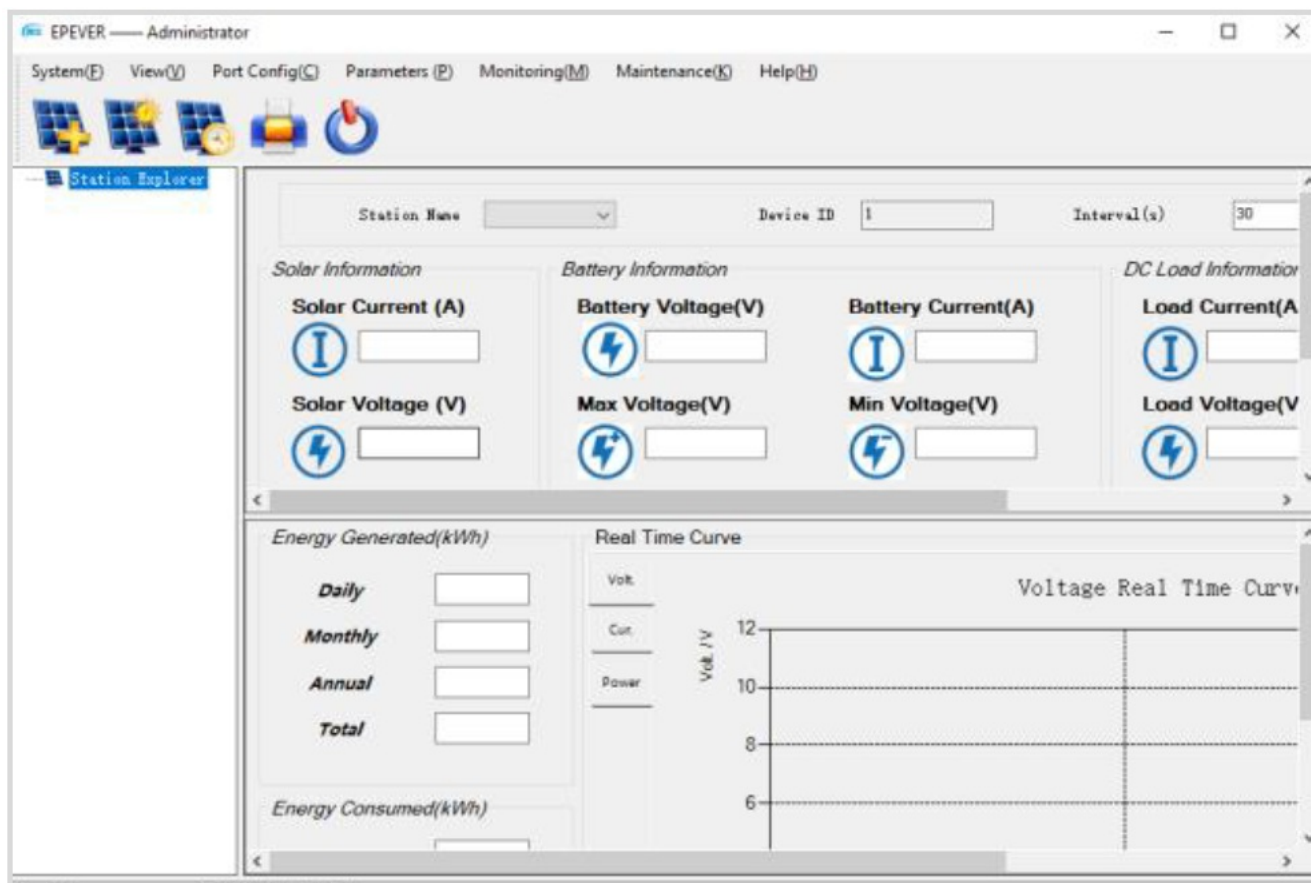 EPEVER —— Administrator
System(F) View(V) Port Config(C) Parameters (P) Monitoring(M) Maintenance(K) Help(H)
Station Explorer
Station Name Device ID 1 Interval(s) 30
Solar Information Battery Information DC Load Information
Solar Current (A) Battery Voltage(V) Battery Current(A) Load Current(A
Solar Voltage (V) Max Voltage(V) Min Voltage(V) Load Voltage(V
Energy Generated(kWh) Real Time Curve
Daily
Monthly
Annual
Total
Energy Consumed(kWh)
Volt.
Cur.
Power
Voltage Real Time Curv
Volt. /V
12
10
8
6